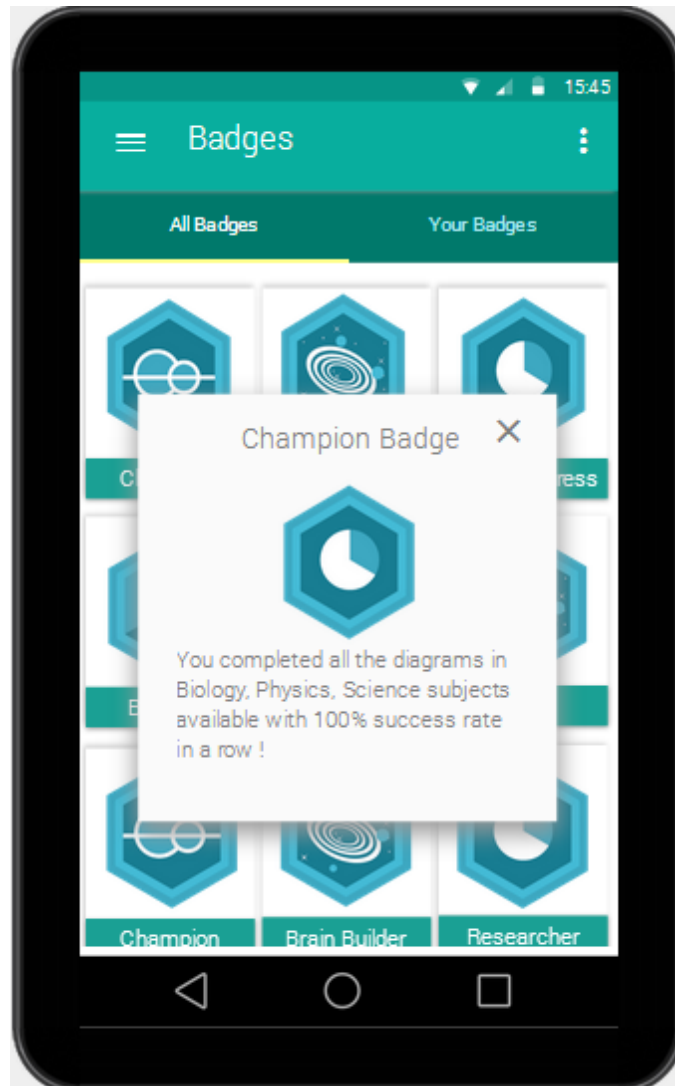 15:45
Badges
All Badges
Your Badges
Champion Badge
You completed all the diagrams in
Biology, Physics, Science subjects
available with 100% success rate
in a row !
Champion
Brain Builder
Researcher